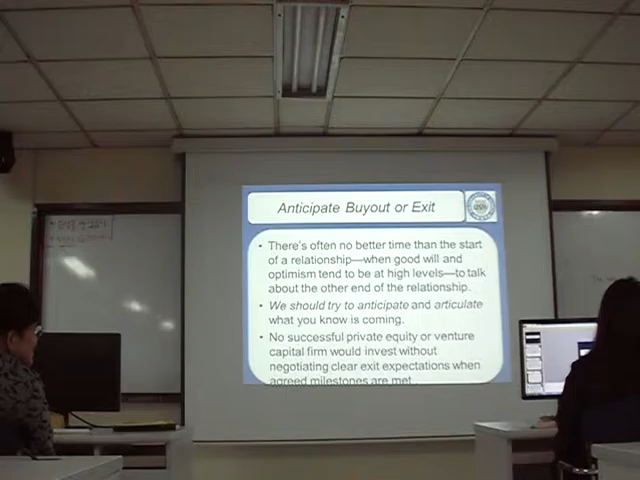 Anticipate Buyout or Exit
• There's often no better time than the start
of a relationship—when good will and
optimism tend to be at high levels—to talk
about the other end of the relationship.
• We should try to anticipate and articulate
what you know is coming.
• No successful private equity or venture
capital firm would invest without
negotiating clear exit expectations when
agreed milestones are met